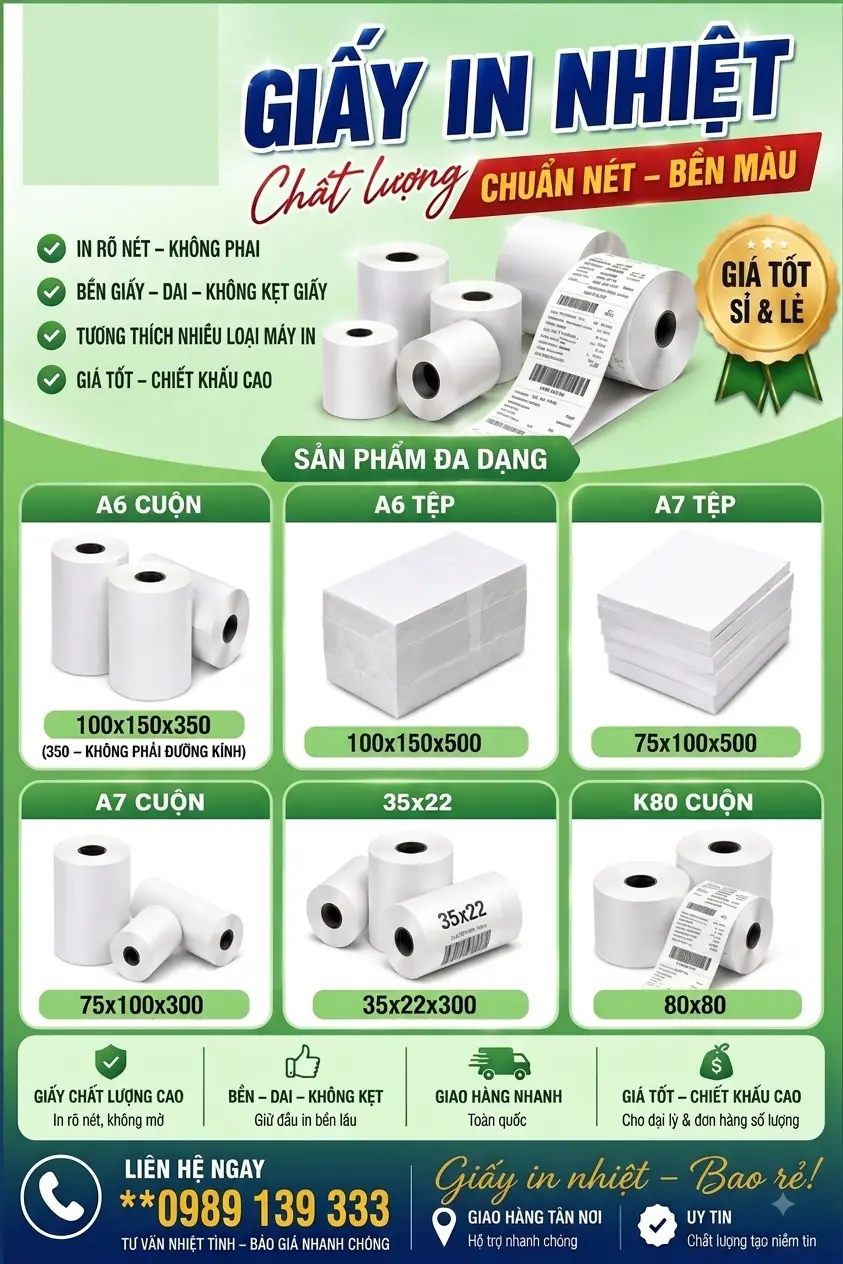 GIẤY IN NHIỆT
Chất lượng
CHUẨN NÉT – BỀN MÀU
IN RÕ NÉT – KHÔNG PHAI
BỀN GIẤY – DAI – KHÔNG KẸT GIẤY
TƯƠNG THÍCH NHIỀU LOẠI MÁY IN
GIÁ TỐT – CHIẾT KHẤU CAO
GIÁ TỐT
SỈ & LẺ
SẢN PHẨM ĐA DẠNG
A6 CUỘN
100x150x350
(350 – KHÔNG PHẢI ĐƯỜNG KÍNH)
A6 TỆP
100x150x500
A7 TỆP
75x100x500
A7 CUỘN
75x100x300
35x22
35x22
35x22x300
K80 CUỘN
80x80
GIẤY CHẤT LƯỢNG CAO
In rõ nét, không mờ
BỀN – DAI – KHÔNG KẸT
Giữ đầu in bền lâu
GIAO HÀNG NHANH
Toàn quốc
GIÁ TỐT – CHIẾT KHẤU CAO
Cho dại lý & đơn hàng số lượng
LIÊN HỆ NGAY
**0989 139 333
TƯ VẤN NHIỆT TÌNH – BÁO GIÁ NHANH CHÓNG
Giấy in nhiệt – Bao rẻ!
GIAO HÀNG TÂN NƠI
Hỗ trợ nhanh chóng
UY TIN
Chất lượng tạo niềm tin